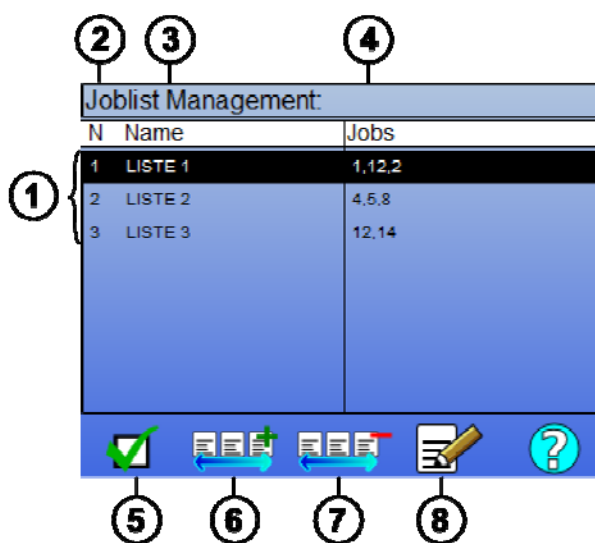 2 3 4
Joblist Management:
N Name Jobs
1 LISTE 1 1,12,2
1
2 LISTE 2 4,5,8
3 LISTE 3 12,14
?
5 6 7 8